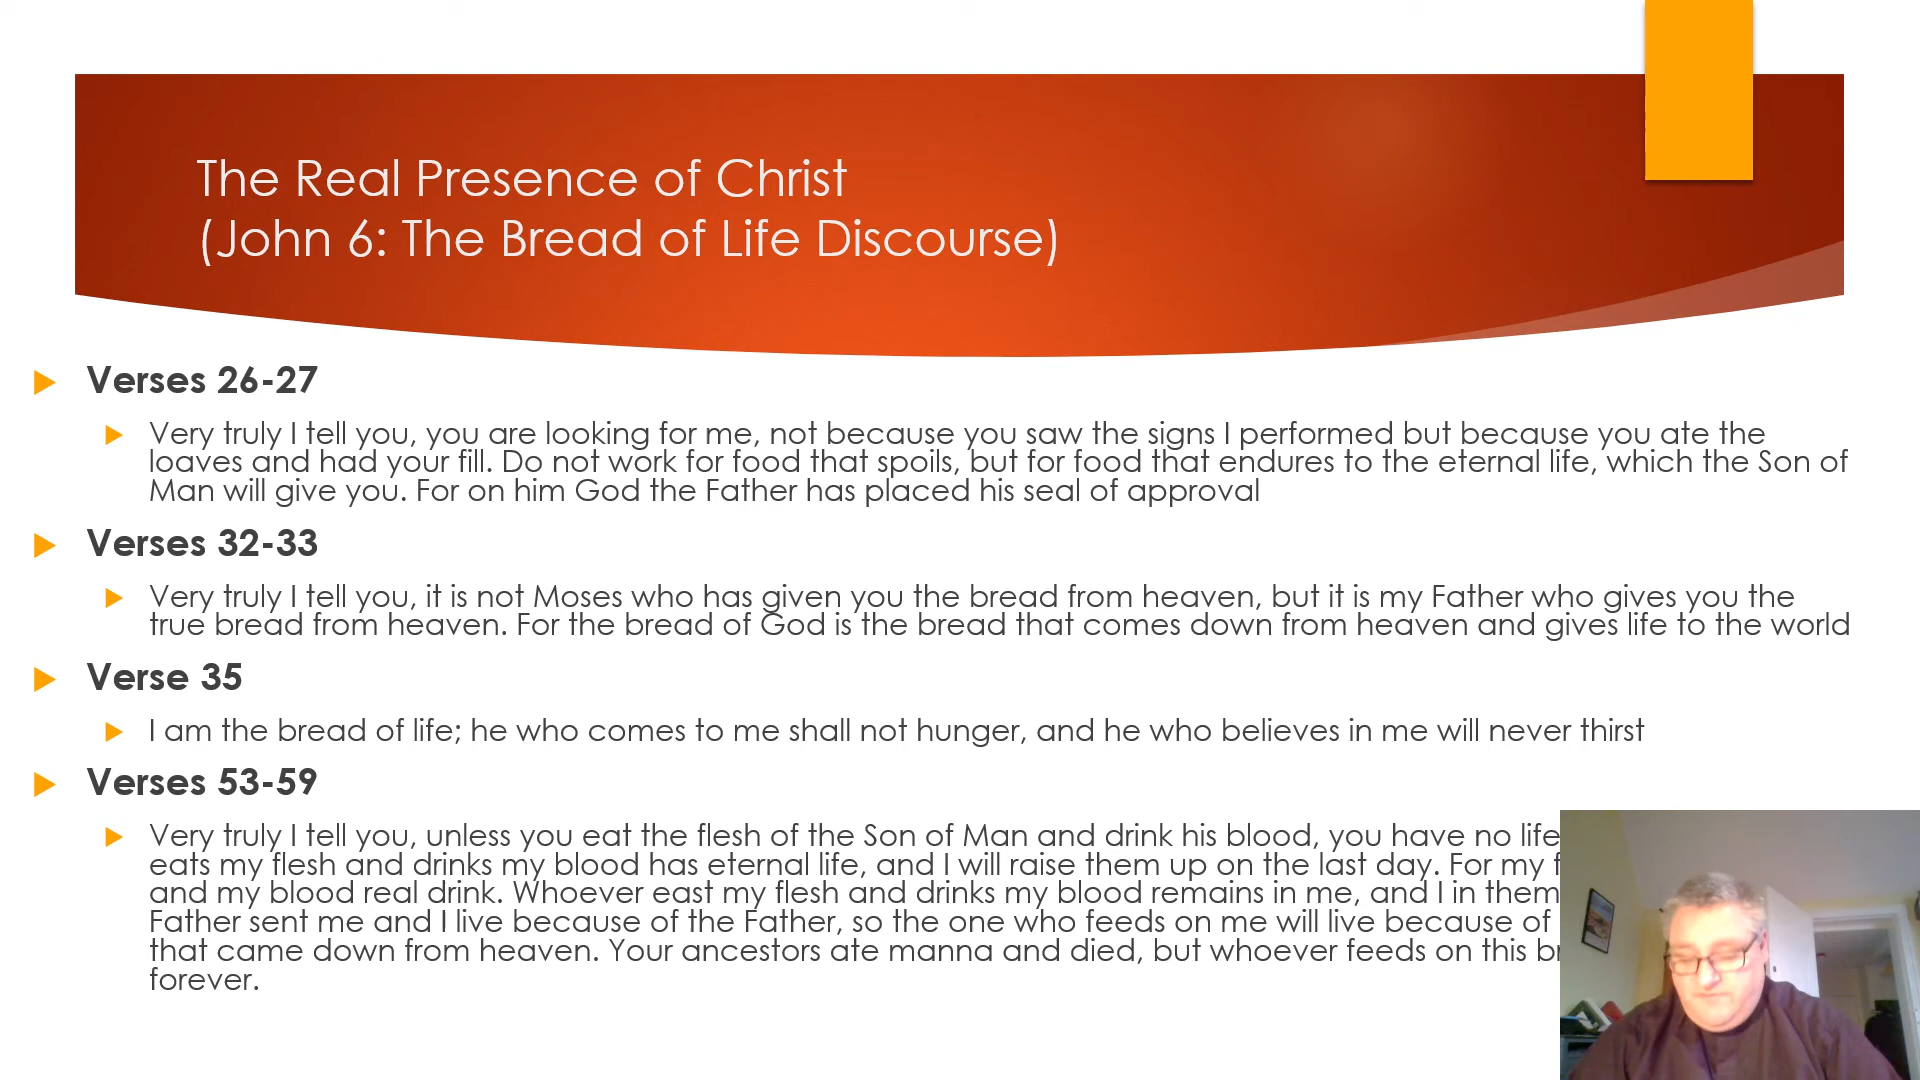 The Real Presence of Christ
(John 6: The Bread of Life Discourse)
Verses 26-27
Very truly I tell you, you are looking for me, not because you saw the signs I performed but because you ate the
loaves and had your fill. Do not work for food that spoils, but for food that endures to the eternal life, which the Son of
Man will give you. For on him God the Father has placed his seal of approval
Verses 32-33
Very truly I tell you, it is not Moses who has given you the bread from heaven, but it is my Father who gives you the
true bread from heaven. For the bread of God is the bread that comes down from heaven and gives life to the world
Verse 35
I am the bread of life; he who comes to me shall not hunger, and he who believes in me will never thirst
Verses 53-59
Very truly I tell you, unless you eat the flesh of the Son of Man and drink his blood, you have no life
eats my flesh and drinks my blood has eternal life, and I will raise them up on the last day. For my
and my blood real drink. Whoever east my flesh and drinks my blood remains in me, and I in them
Father sent me and I live because of the Father, so the one who feeds on me will live because of
that came down from heaven. Your ancestors ate manna and died, but whoever feeds on this
forever.